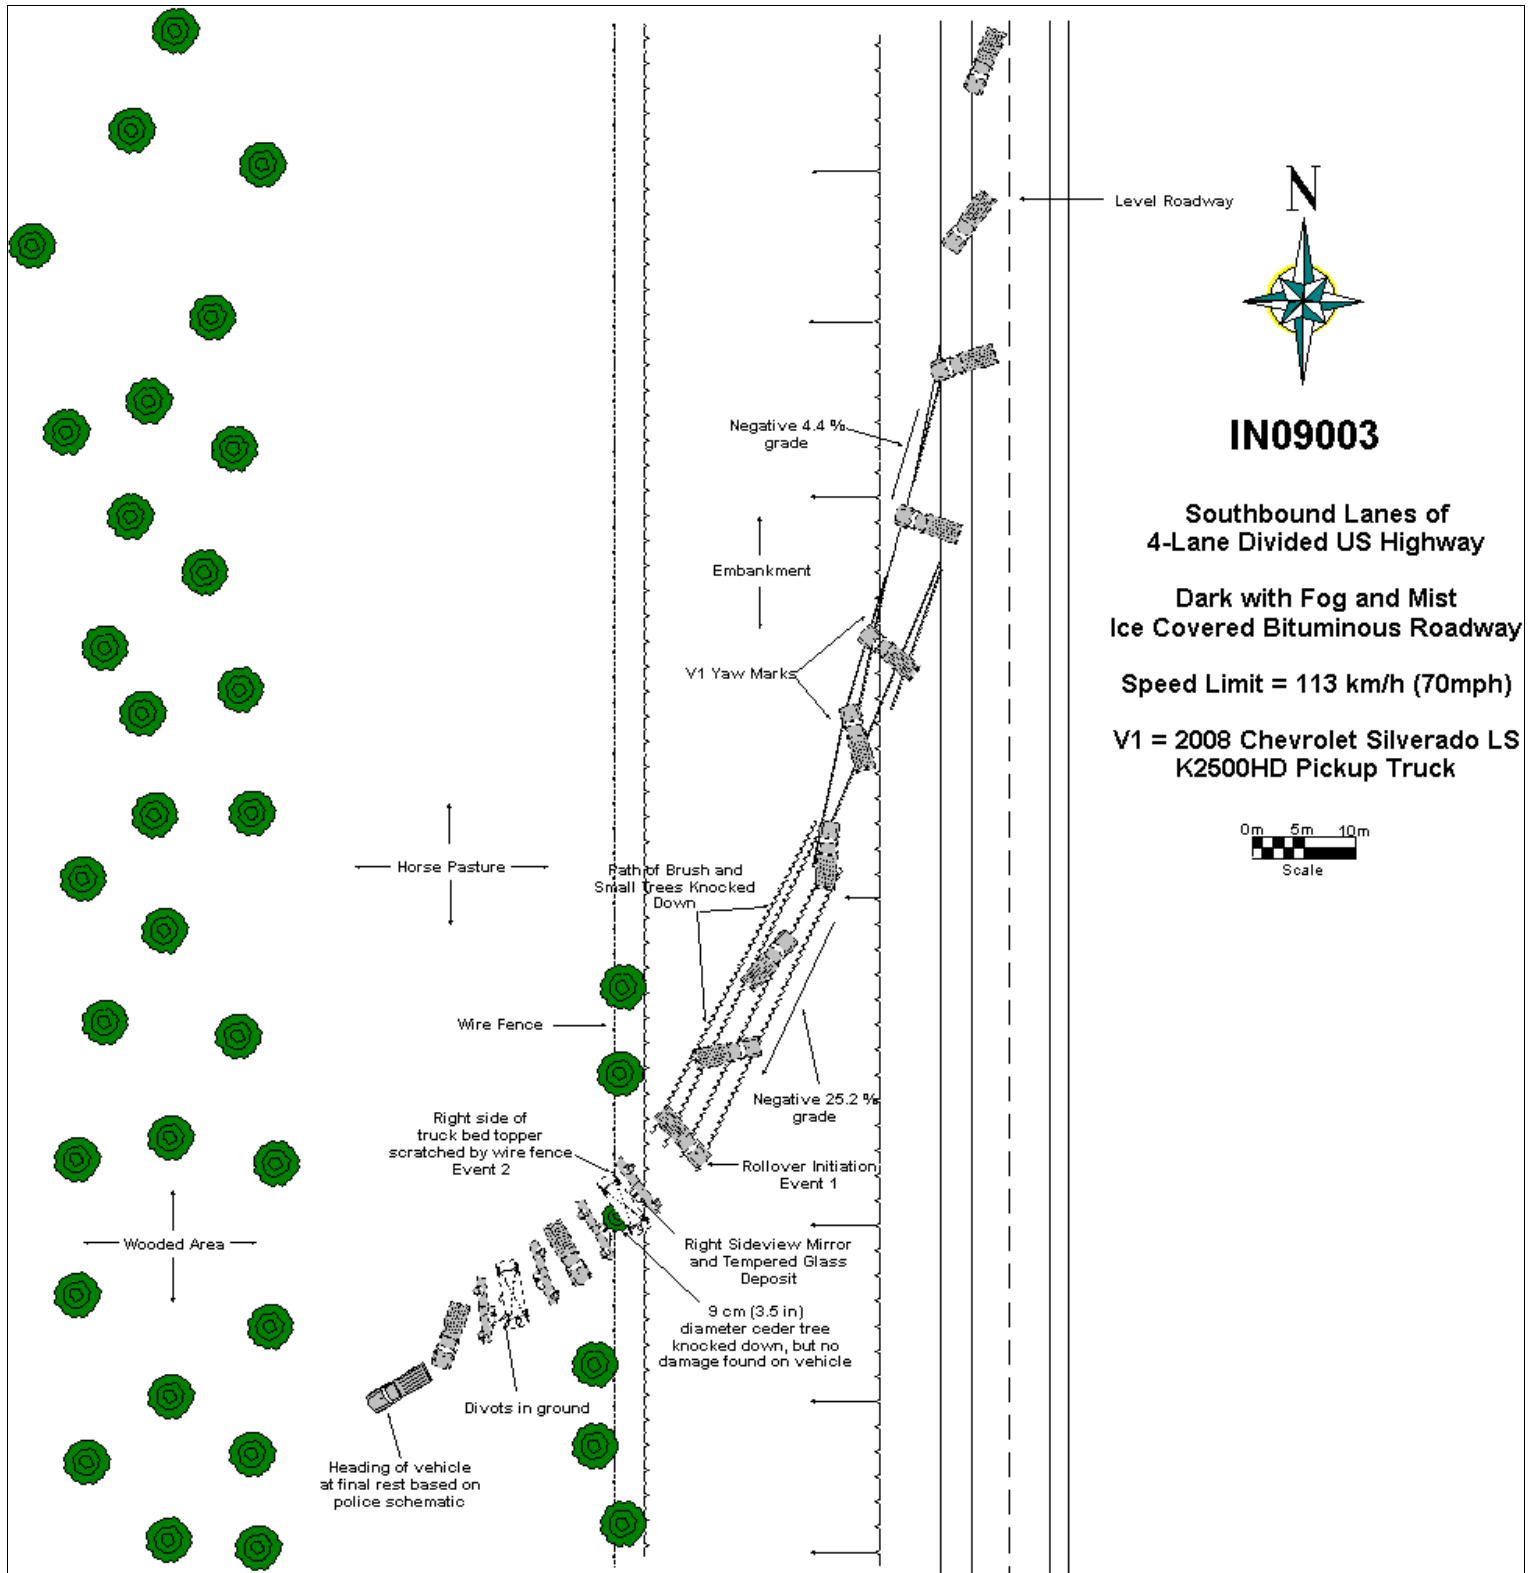 N
Level Roadway
IN09003
Negative 4.4 %
grade
Southbound Lanes of
4-Lane Divided US Highway
Embankment
Dark with Fog and Mist
Ice Covered Bituminous Roadway
V1 Yaw Marks
Speed Limit = 113 km/h (70mph)
V1 = 2008 Chevrolet Silverado LS
K2500HD Pickup Truck
0m 5m 10m
Scale
Horse Pasture
Path of Brush and
Small Trees Knocked
Down
Wire Fence
Negative 25.2 %
grade
Right side of
truck bed topper
scratched by wire fence
Event 2
Rollover Initiation
Event 1
Wooded Area
Right Sideview Mirror
and Tempered Glass
Deposit
9 cm (3.5 in)
diameter ceder tree
knocked down, but no
damage found on vehicle
Divots in ground
Heading of vehicle
at final rest based on
police schematic